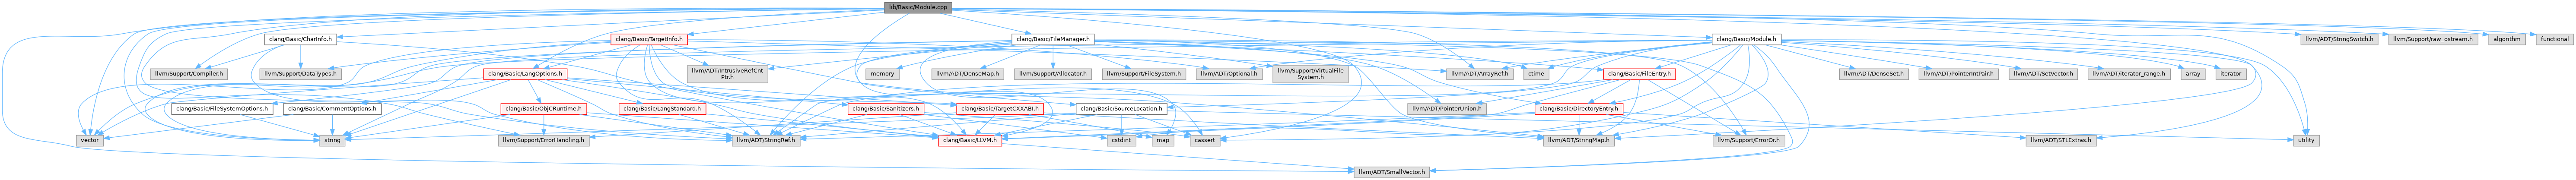 lib/Basic/Module.cpp
clang/Basic/CharInfo.h
clang/Basic/TargetInfo.h
clang/Basic/FileManager.h
clang/Basic/Module.h
llvm/ADT/StringSwitch.h
llvm/Support/raw_ostream.h
algorithm
functional
llvm/Support/Compiler.h
llvm/Support/DataTypes.h
clang/Basic/LangOptions.h
llvm/ADT/IntrusiveRefCnt
Ptr.h
memory
llvm/ADT/DenseMap.h
llvm/Support/Allocator.h
llvm/Support/FileSystem.h
llvm/ADT/Optional.h
llvm/Support/VirtualFile
System.h
llvm/ADT/ArrayRef.h
ctime
clang/Basic/FileEntry.h
llvm/ADT/DenseSet.h
llvm/ADT/PointerIntPair.h
llvm/ADT/SetVector.h
llvm/ADT/iterator_range.h
array
iterator
clang/Basic/FileSystemOptions.h
clang/Basic/CommentOptions.h
clang/Basic/ObjCRuntime.h
clang/Basic/LangStandard.h
clang/Basic/Sanitizers.h
clang/Basic/TargetCXXABI.h
clang/Basic/SourceLocation.h
llvm/ADT/PointerUnion.h
clang/Basic/DirectoryEntry.h
vector
string
llvm/Support/ErrorHandling.h
llvm/ADT/StringRef.h
clang/Basic/LLVM.h
cstdint
map
cassert
llvm/ADT/StringMap.h
llvm/Support/ErrorOr.h
llvm/ADT/STLExtras.h
utility
llvm/ADT/SmallVector.h